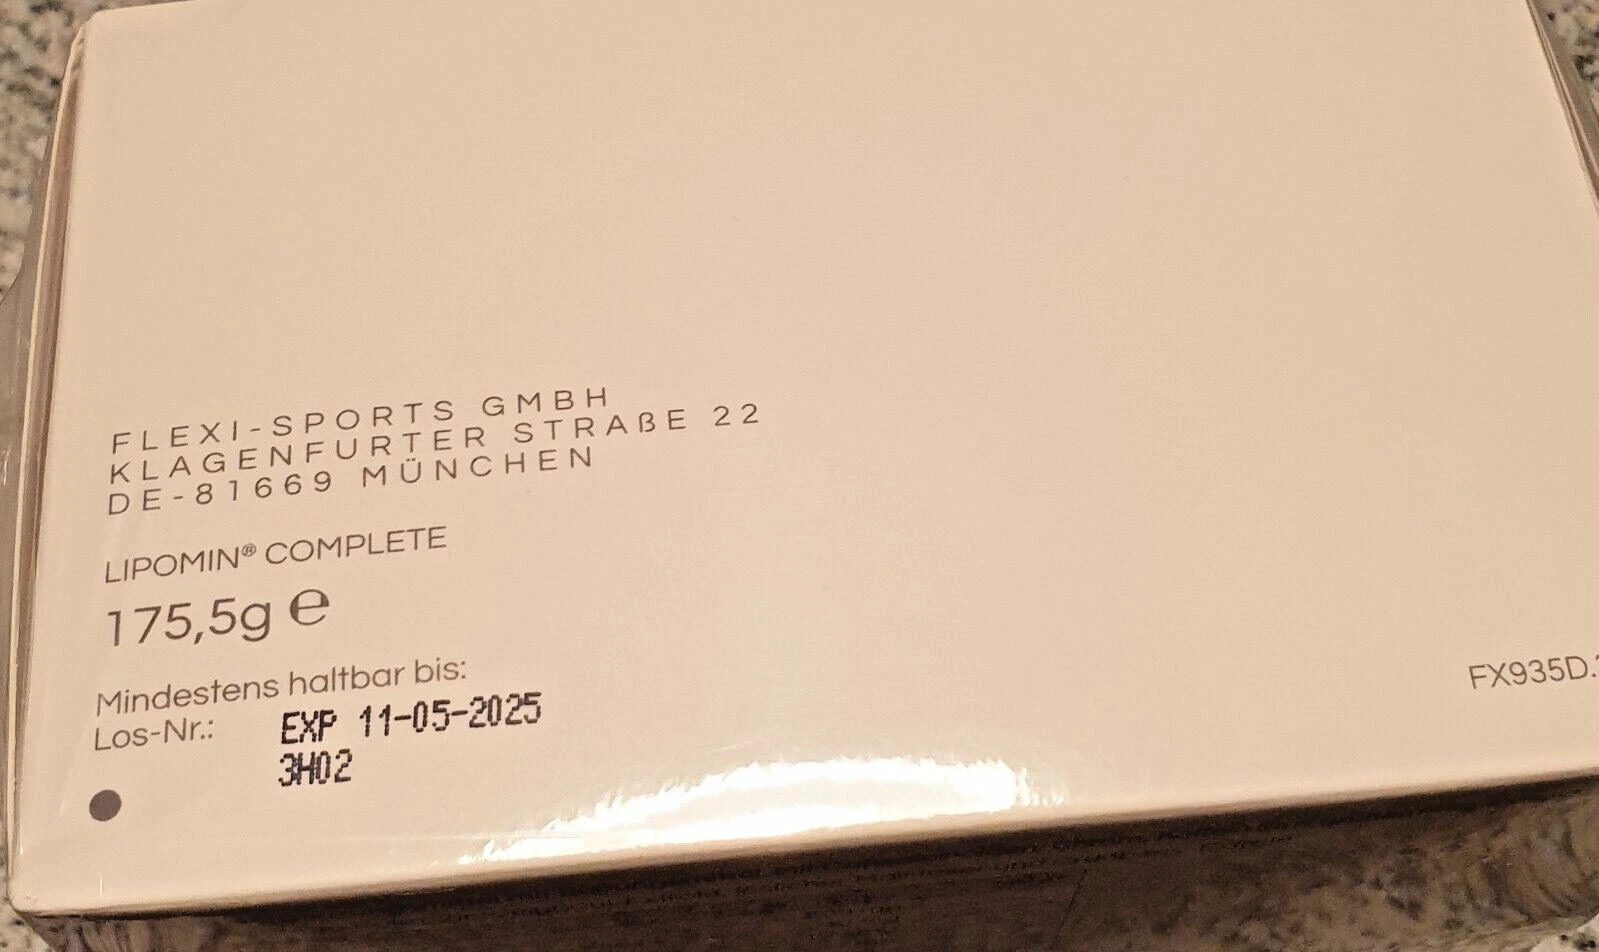 FLEXI-SPORTS GMBH
KLAGENFURTER STRAßE 22
DE-81669 MÜNCHEN
LIPOMIN® COMPLETE
175,5g ℮
Mindestens haltbar bis:
Los-Nr.: EXP 11-05-2025
3H02
FX935D.